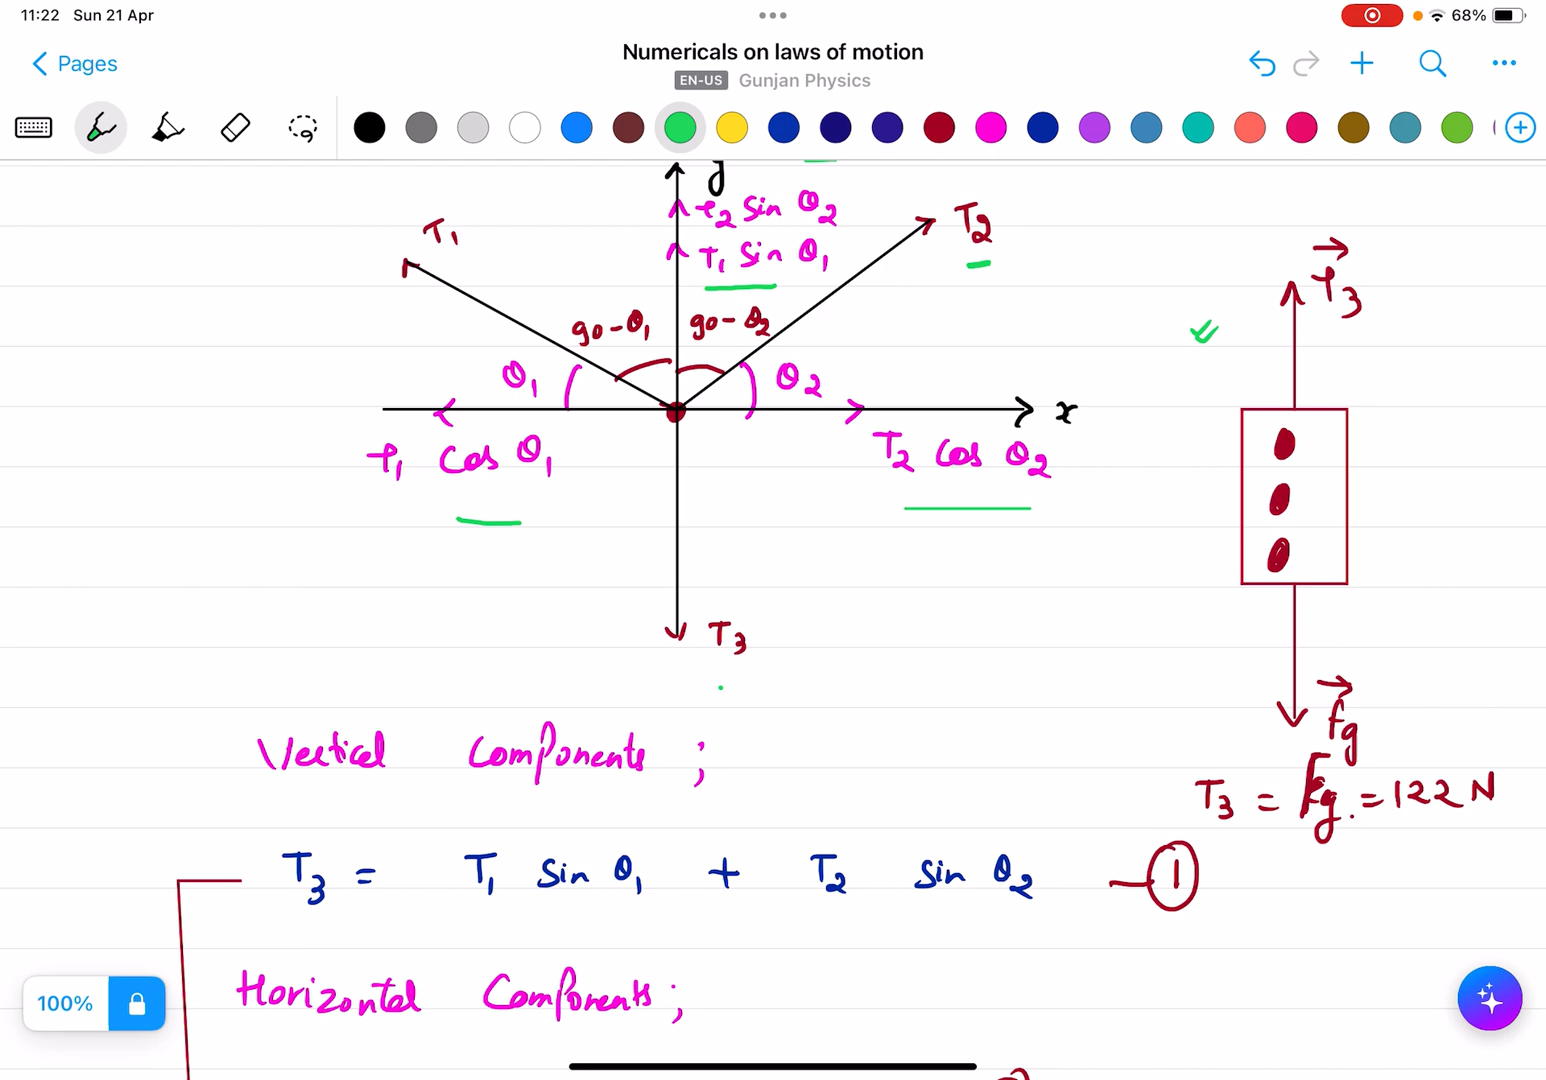 11:22 Sun 21 Apr
68%
Pages
Numericals on laws of motion
EN-US Gunjan Physics
y
T₂ sin θ₂
T₁ sin θ₁
T₁
T₂
90-θ₁ 90-θ₂
θ₁ θ₂
x
T₁ cos θ₁
T₂ cos θ₂
T₃
T₃
Fg
T₃ = Fg. = 122 N
Vertical Components ;
T₃ = T₁ sin θ₁ + T₂ sin θ₂ — 1
Horizontal Components ;
100%